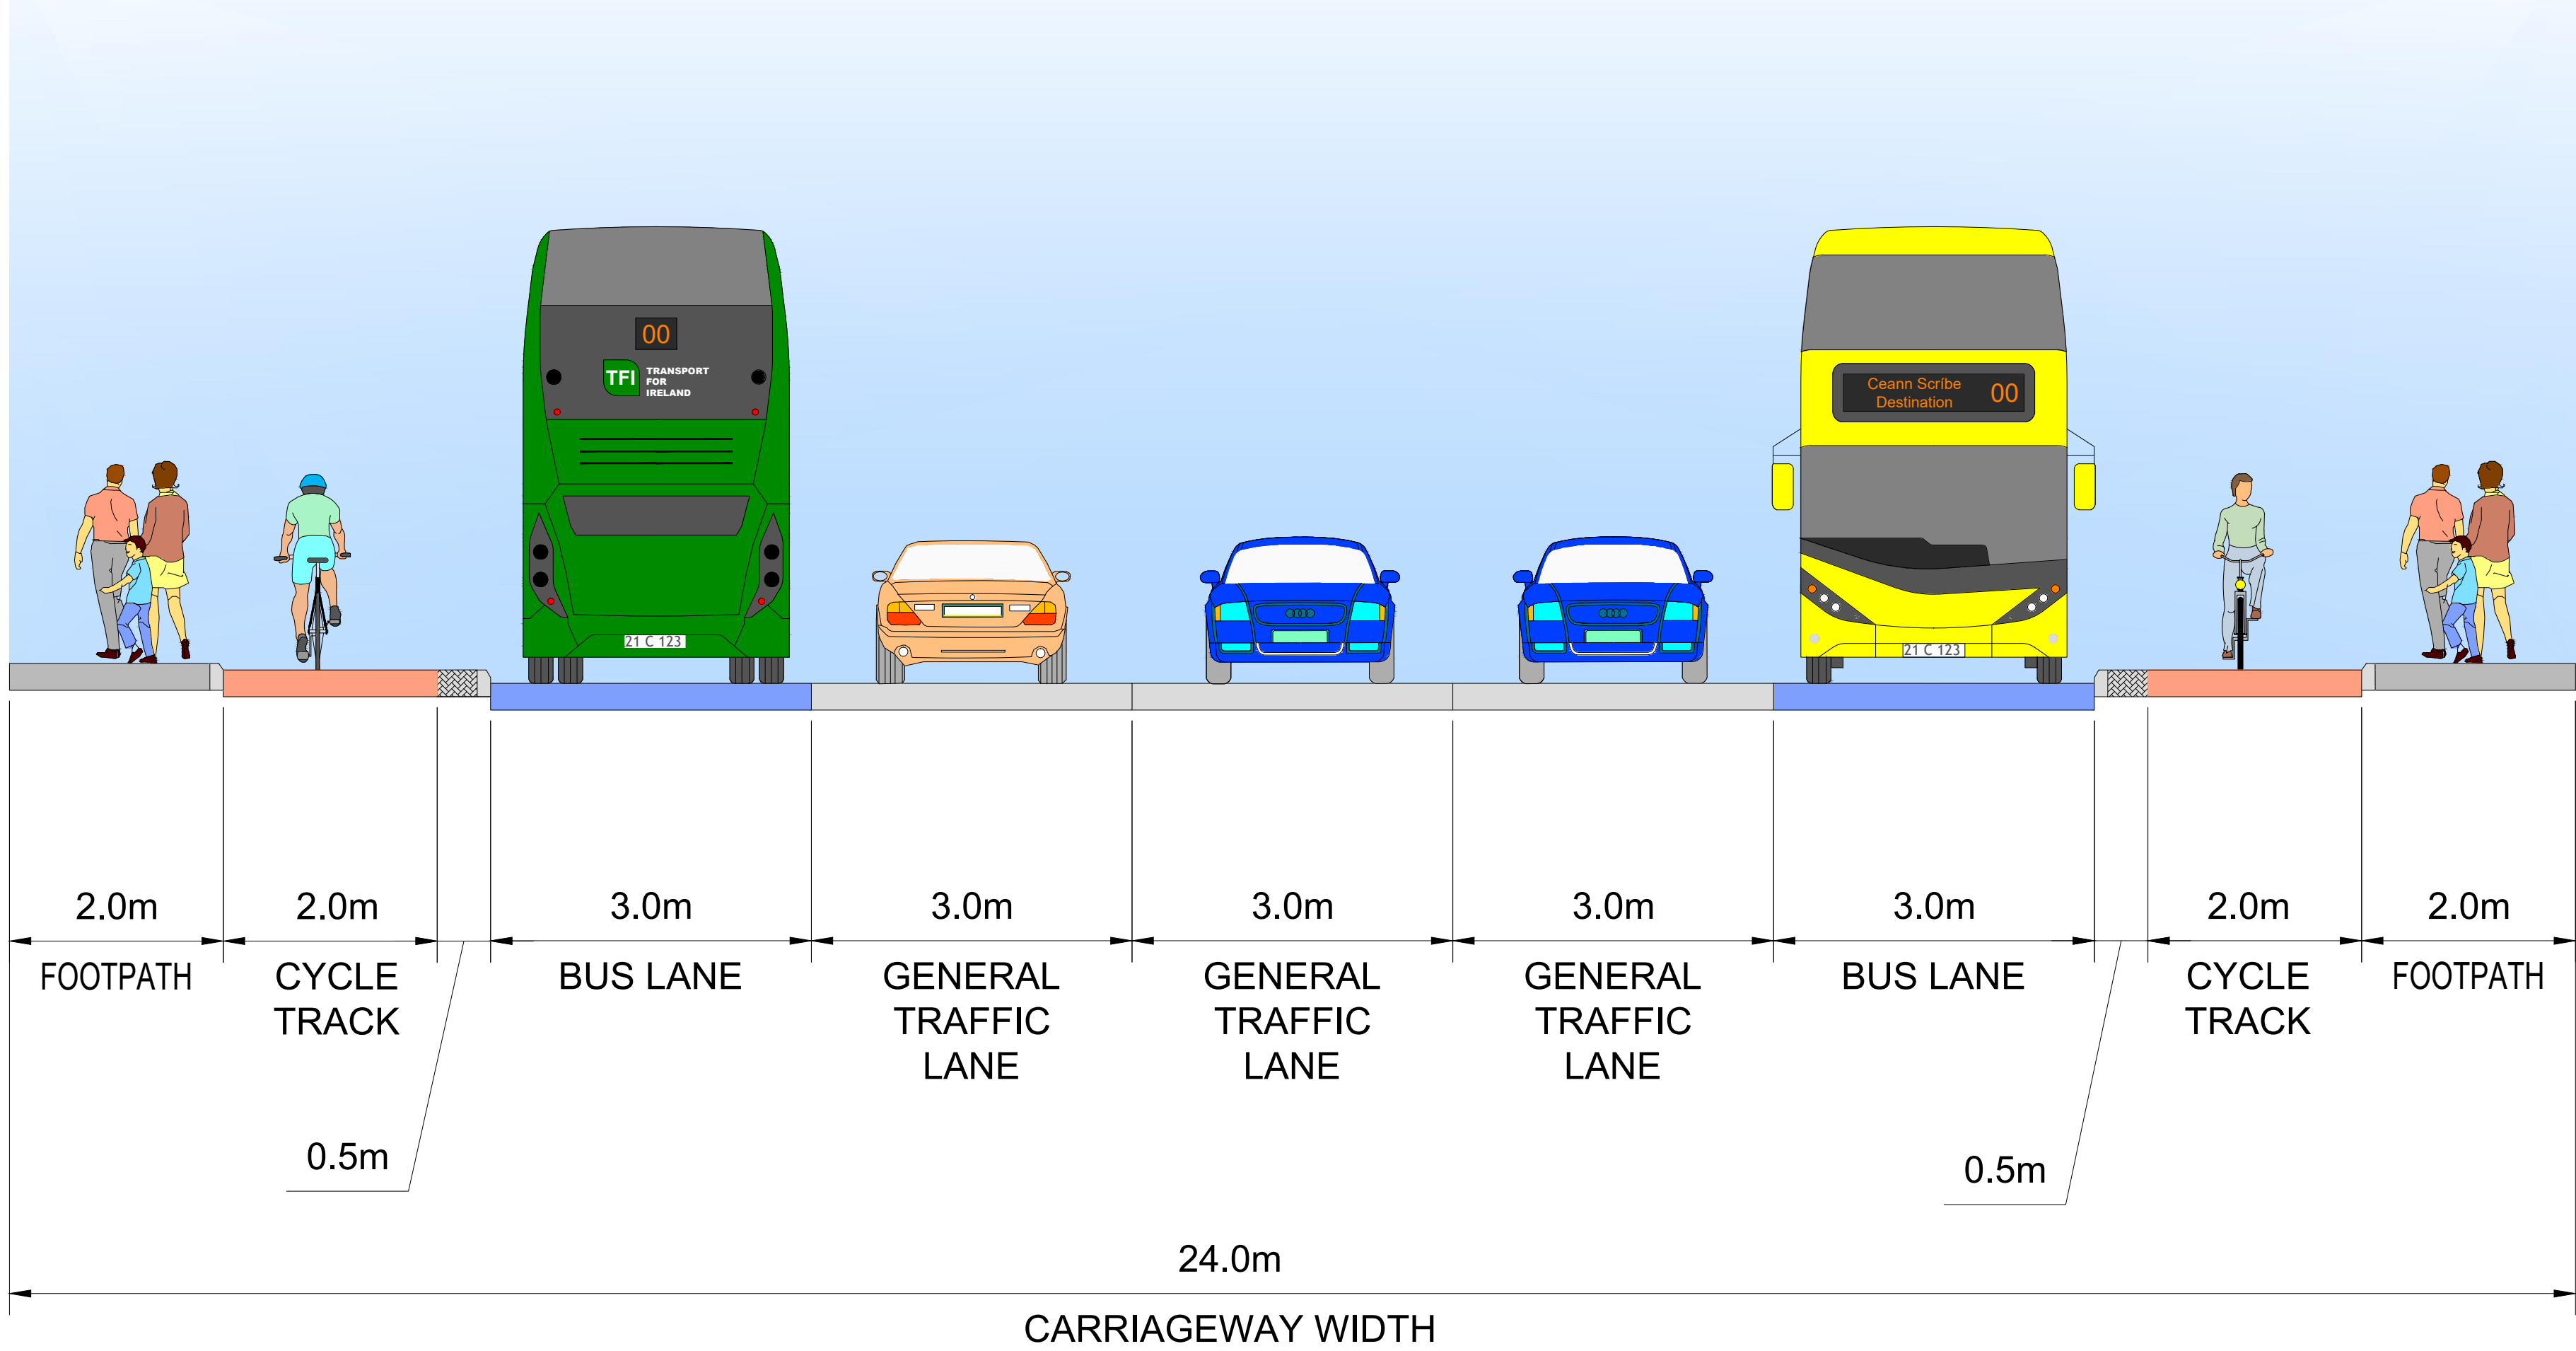 00
TFI TRANSPORT
FOR
IRELAND
21 C 123
Ceann Scríbe
Destination
00
21 C 123
2.0m
2.0m
3.0m
3.0m
3.0m
3.0m
3.0m
2.0m
2.0m
FOOTPATH
CYCLE
TRACK
BUS LANE
GENERAL
TRAFFIC
LANE
GENERAL
TRAFFIC
LANE
GENERAL
TRAFFIC
LANE
BUS LANE
CYCLE
TRACK
FOOTPATH
0.5m
0.5m
24.0m
CARRIAGEWAY WIDTH